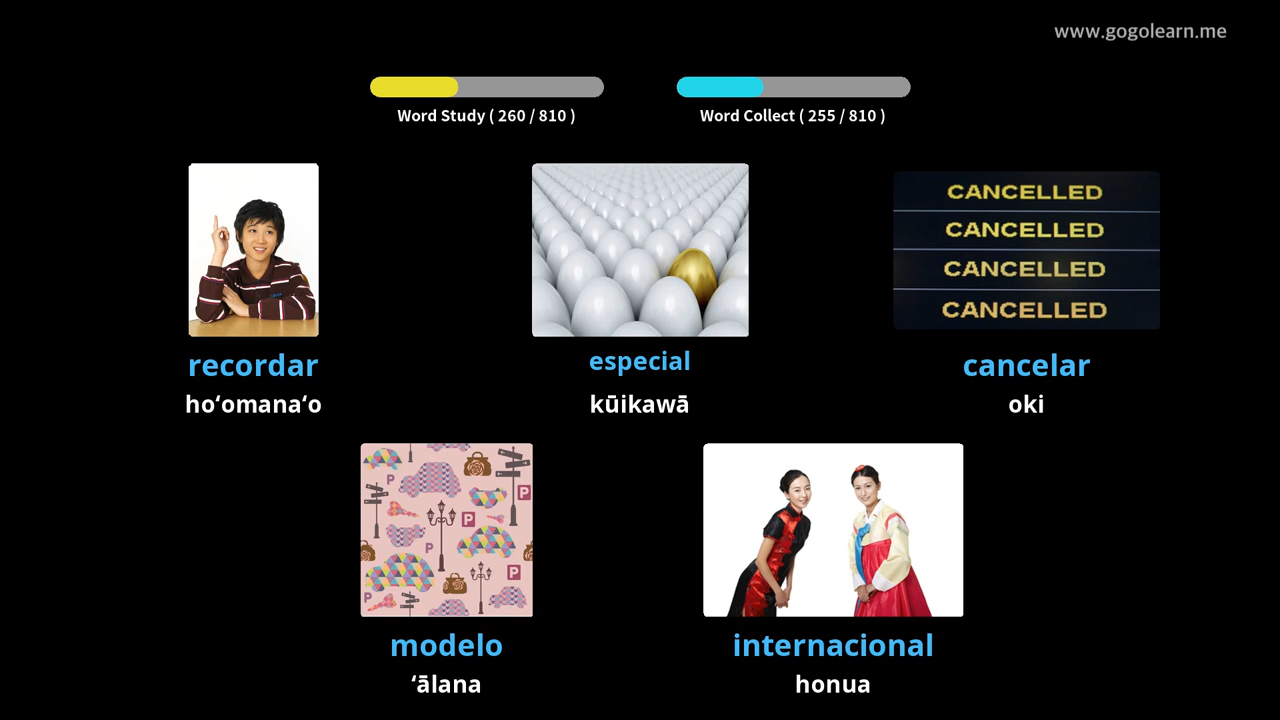 www.gogolearn.me
Word Study ( 260 / 810 )
Word Collect ( 255 / 810 )
CANCELLED
CANCELLED
CANCELLED
CANCELLED
recordar
hoʻomanaʻo
especial
kūikawā
cancelar
oki
P
P
P
P
P
P
modelo
ʻālana
internacional
honua